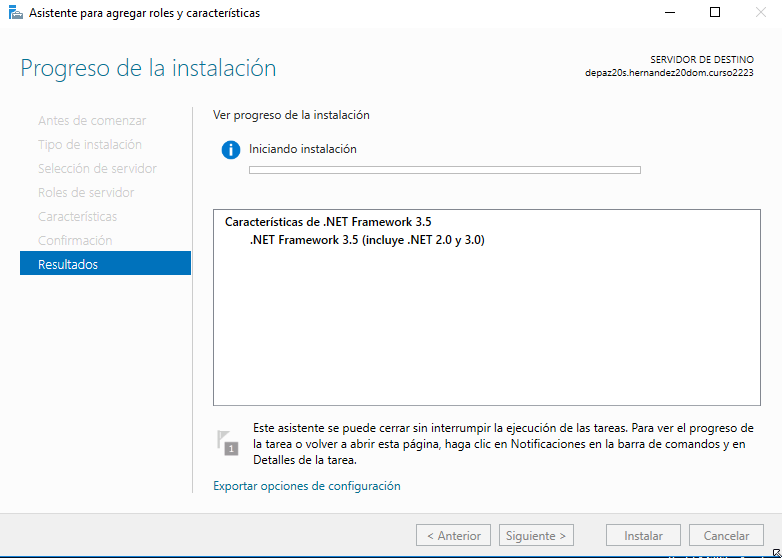 Asistente para agregar roles y características
Progreso de la instalación
SERVIDOR DE DESTINO
depaz20s.hernandez20dom.curso2223
Antes de comenzar
Tipo de instalación
Selección de servidor
Roles de servidor
Características
Confirmación
Resultados
Ver progreso de la instalación
Iniciando instalación
Características de .NET Framework 3.5
.NET Framework 3.5 (incluye .NET 2.0 y 3.0)
1
Este asistente se puede cerrar sin interrumpir la ejecución de las tareas. Para ver el progreso de
la tarea o volver a abrir esta página, haga clic en Notificaciones en la barra de comandos y en
Detalles de la tarea.
Exportar opciones de configuración
< Anterior
Siguiente >
Instalar
Cancelar